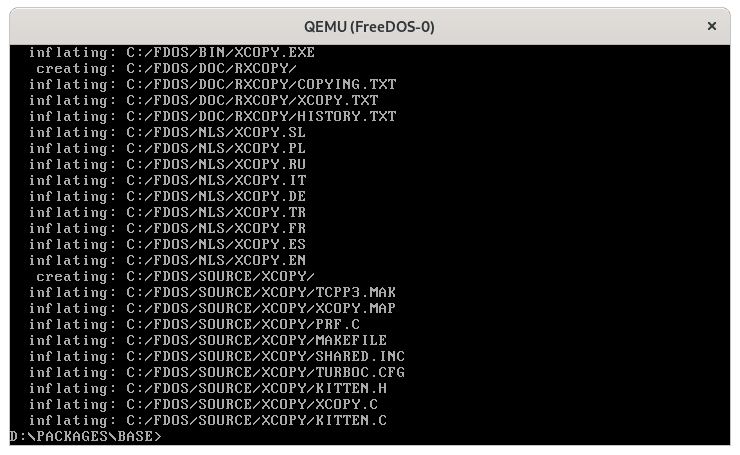 QEMU (FreeDOS-0)
×
inflating: C:/FDOS/BIN/XCOPY.EXE
creating: C:/FDOS/DOC/RXCOPY/
inflating: C:/FDOS/DOC/RXCOPY/COPYING.TXT
inflating: C:/FDOS/DOC/RXCOPY/XCOPY.TXT
inflating: C:/FDOS/DOC/RXCOPY/HISTORY.TXT
inflating: C:/FDOS/NLS/XCOPY.SL
inflating: C:/FDOS/NLS/XCOPY.PL
inflating: C:/FDOS/NLS/XCOPY.RU
inflating: C:/FDOS/NLS/XCOPY.IT
inflating: C:/FDOS/NLS/XCOPY.DE
inflating: C:/FDOS/NLS/XCOPY.TR
inflating: C:/FDOS/NLS/XCOPY.FR
inflating: C:/FDOS/NLS/XCOPY.ES
inflating: C:/FDOS/NLS/XCOPY.EN
creating: C:/FDOS/SOURCE/XCOPY/
inflating: C:/FDOS/SOURCE/XCOPY/TCPP3.MAK
inflating: C:/FDOS/SOURCE/XCOPY/XCOPY.MAP
inflating: C:/FDOS/SOURCE/XCOPY/PRF.C
inflating: C:/FDOS/SOURCE/XCOPY/MAKEFILE
inflating: C:/FDOS/SOURCE/XCOPY/SHARED.INC
inflating: C:/FDOS/SOURCE/XCOPY/TURBOC.CFG
inflating: C:/FDOS/SOURCE/XCOPY/KITTEN.H
inflating: C:/FDOS/SOURCE/XCOPY/XCOPY.C
inflating: C:/FDOS/SOURCE/XCOPY/KITTEN.C
D:\PACKAGES\BASE>